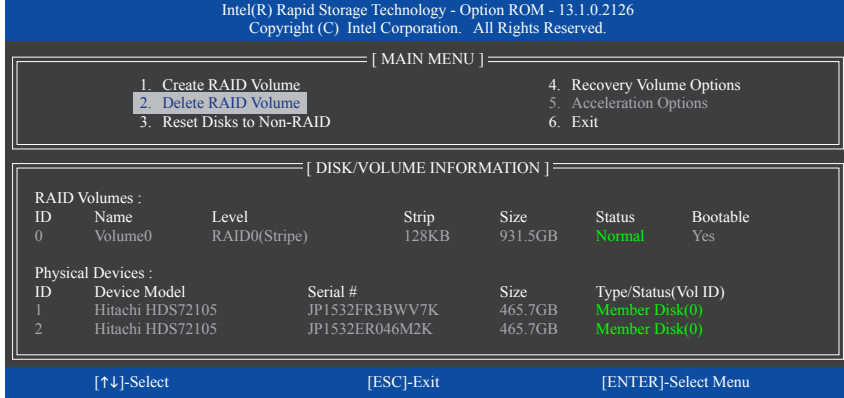 Intel(R) Rapid Storage Technology - Option ROM - 13.1.0.2126
Copyright (C) Intel Corporation. All Rights Reserved.
[ MAIN MENU ]
1. Create RAID Volume 4. Recovery Volume Options
2. Delete RAID Volume 5. Acceleration Options
3. Reset Disks to Non-RAID 6. Exit
[ DISK/VOLUME INFORMATION ]
RAID Volumes :
ID Name Level Strip Size Status Bootable
0 Volume0 RAID0(Stripe) 128KB 931.5GB Normal Yes
Physical Devices :
ID Device Model Serial # Size Type/Status(Vol ID)
1 Hitachi HDS72105 JP1532FR3BWV7K 465.7GB Member Disk(0)
2 Hitachi HDS72105 JP1532ER046M2K 465.7GB Member Disk(0)
[↑↓]-Select [ESC]-Exit [ENTER]-Select Menu